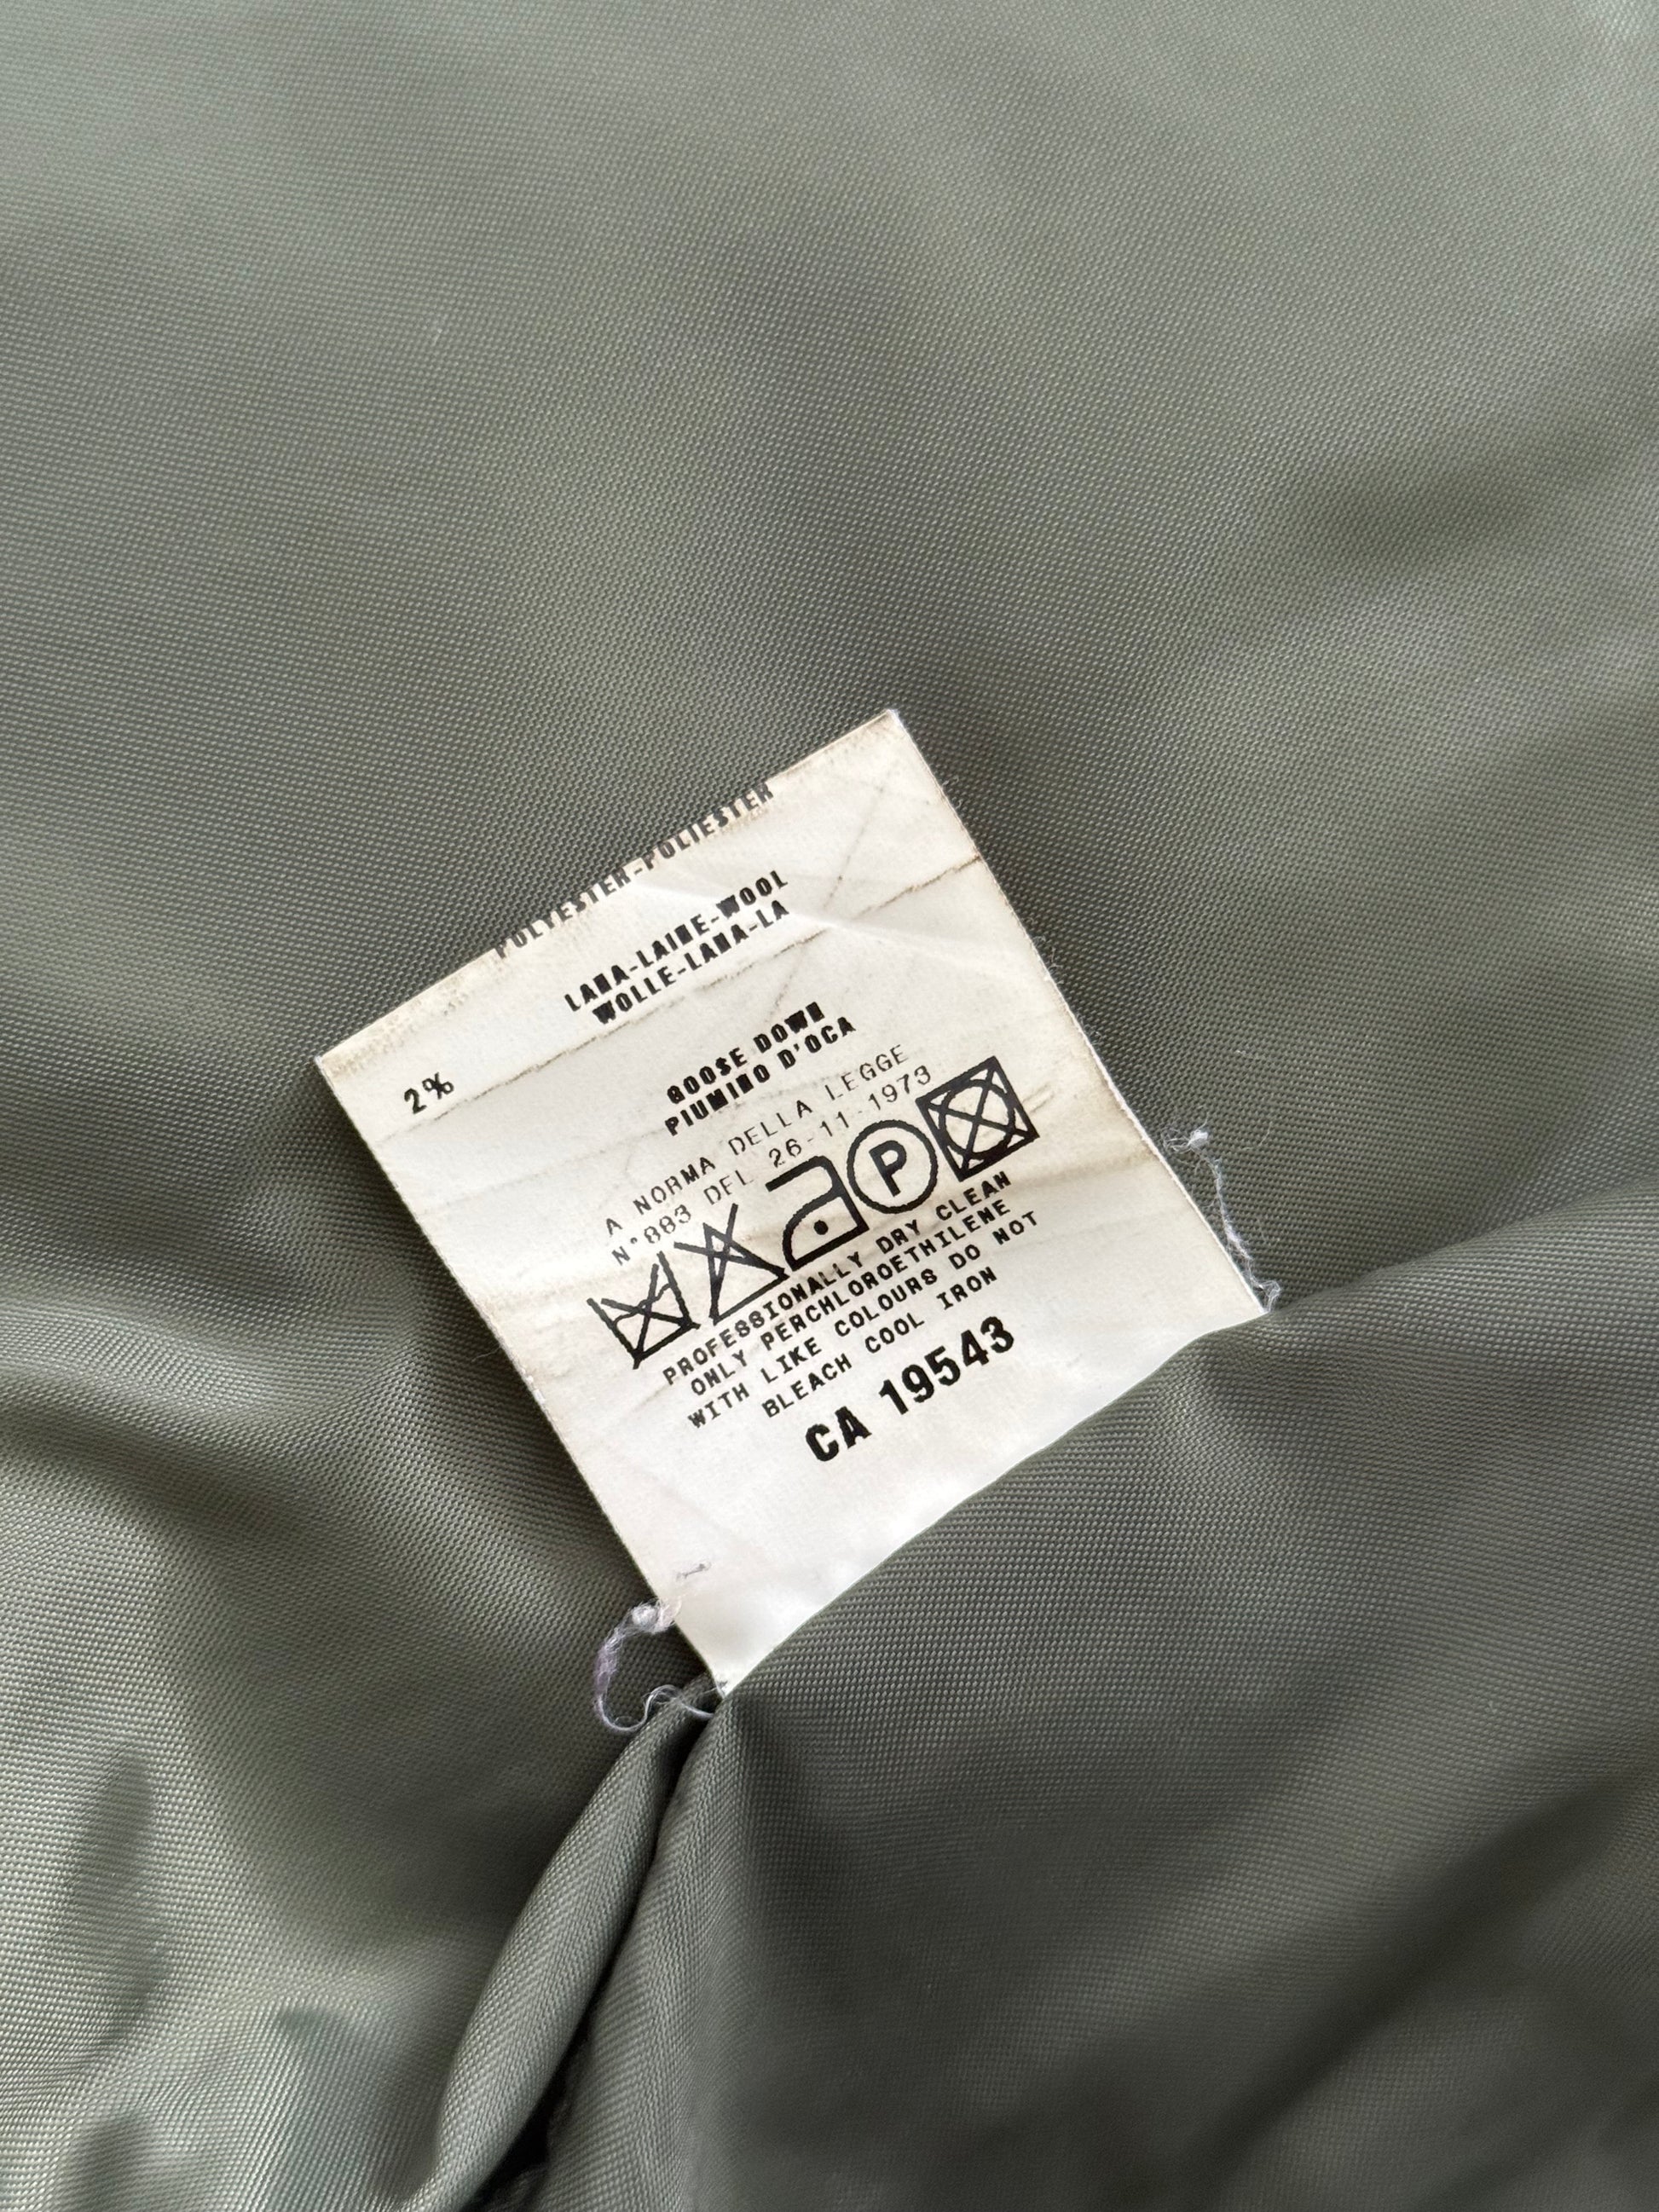 POLYESTER-POLIESTER
2% LANA-LAINE-WOOL
WOLLE-LANA-LA
GOOSE DOWN
PIUMINO D'OCA
A NORMA DELLA LEGGE
N°883 DEL 26-11-1973
P
PROFESSIONALLY DRY CLEAN
ONLY PERCHLOROETHILENE
WITH LIKE COLOURS DO NOT
BLEACH COOL IRON
CA 19543